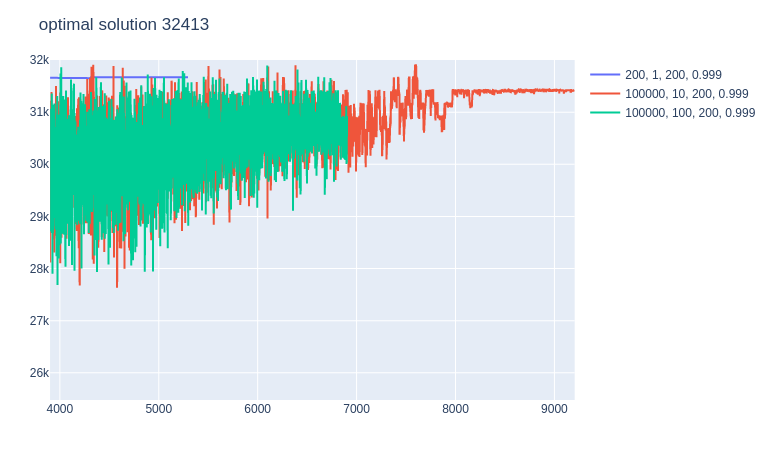 optimal solution 32413
32k
31k
30k
29k
28k
27k
26k
4000 5000 6000 7000 8000 9000
200, 1, 200, 0.999
100000, 10, 200, 0.999
100000, 100, 200, 0.999